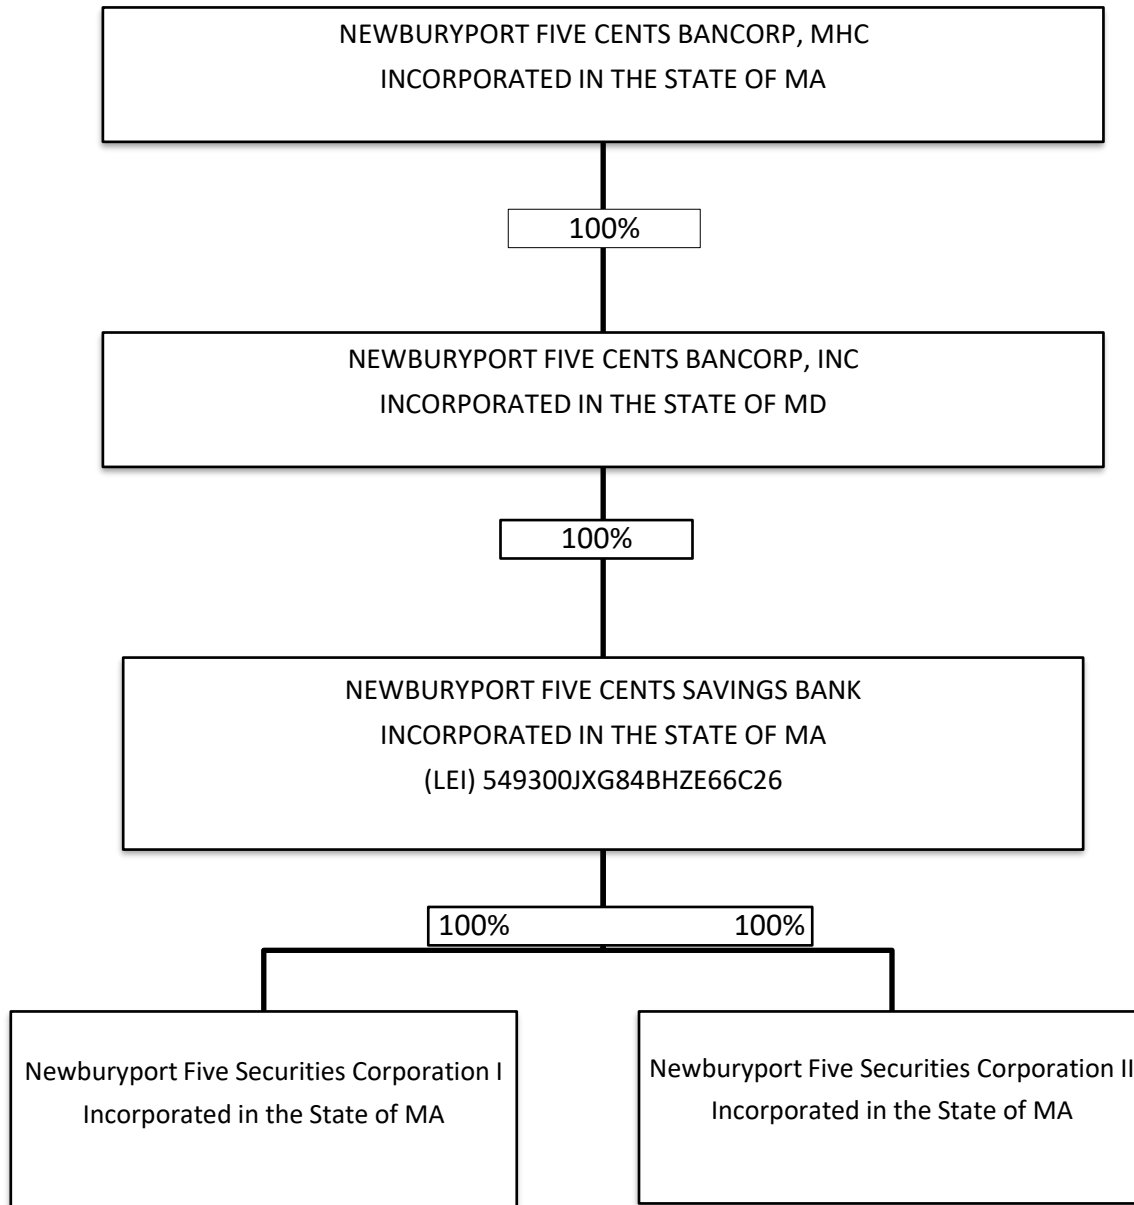 NEWBURYPORT FIVE CENTS BANCORP, MHC
INCORPORATED IN THE STATE OF MA
100%
NEWBURYPORT FIVE CENTS BANCORP, INC
INCORPORATED IN THE STATE OF MD
100%
NEWBURYPORT FIVE CENTS SAVINGS BANK
INCORPORATED IN THE STATE OF MA
(LEI) 549300JXG84BHZE66C26
100% 100%
Newburyport Five Securities Corporation I
Incorporated in the State of MA
Newburyport Five Securities Corporation II
Incorporated in the State of MA